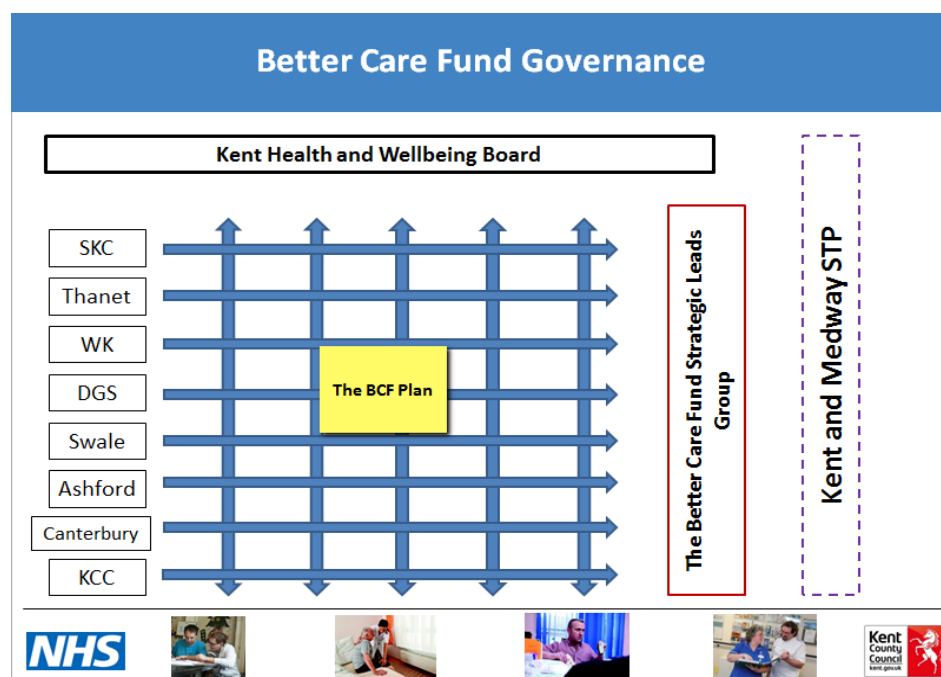 Better Care Fund Governance
Kent Health and Wellbeing Board
SKC
Thanet
WK
DGS
Swale
Ashford
Canterbury
KCC
The BCF Plan
The Better Care Fund Strategic Leads
Group
Kent and Medway STP
NHS
Kent
County
Council
kent.gov.uk